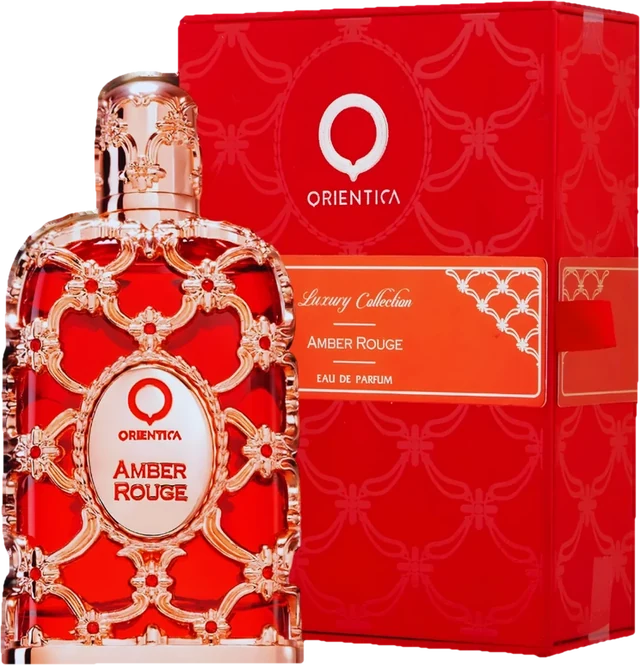 ORIENTICA
Luxury Collection
AMBER ROUGE
EAU DE PARFUM
ORIENTICA
AMBER
ROUGE